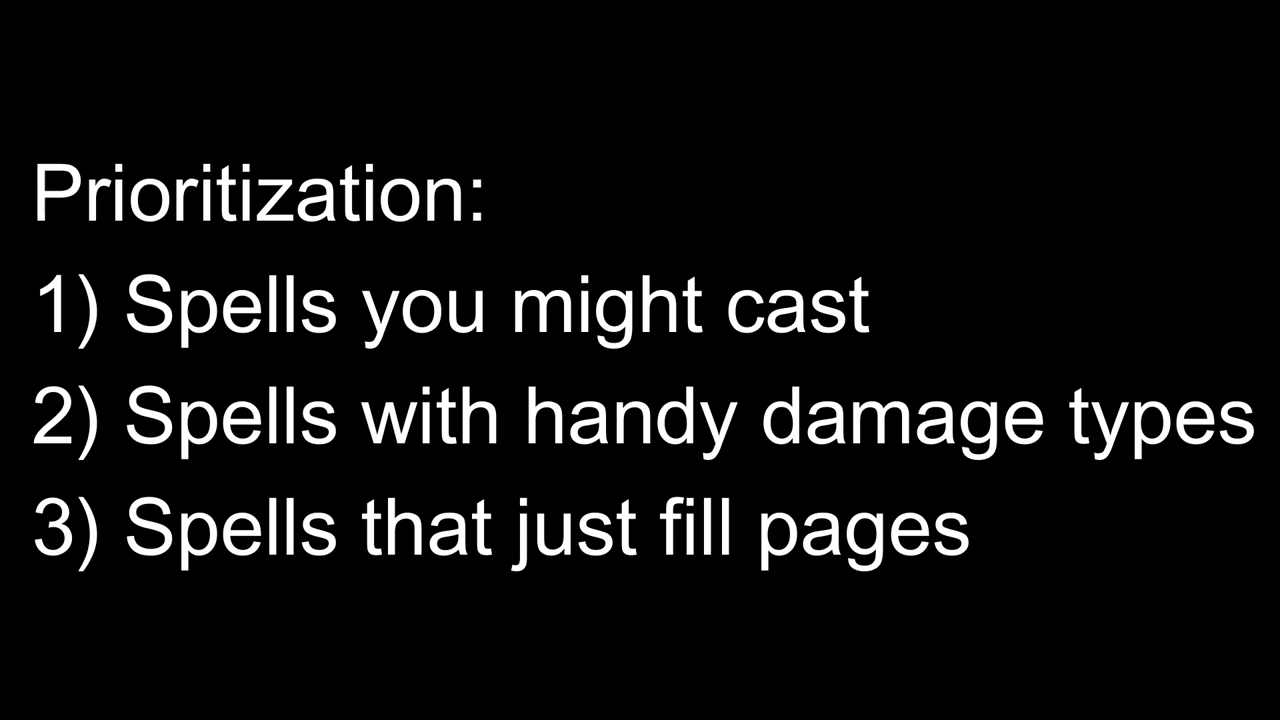 Prioritization:
1) Spells you might cast
2) Spells with handy damage types
3) Spells that just fill pages